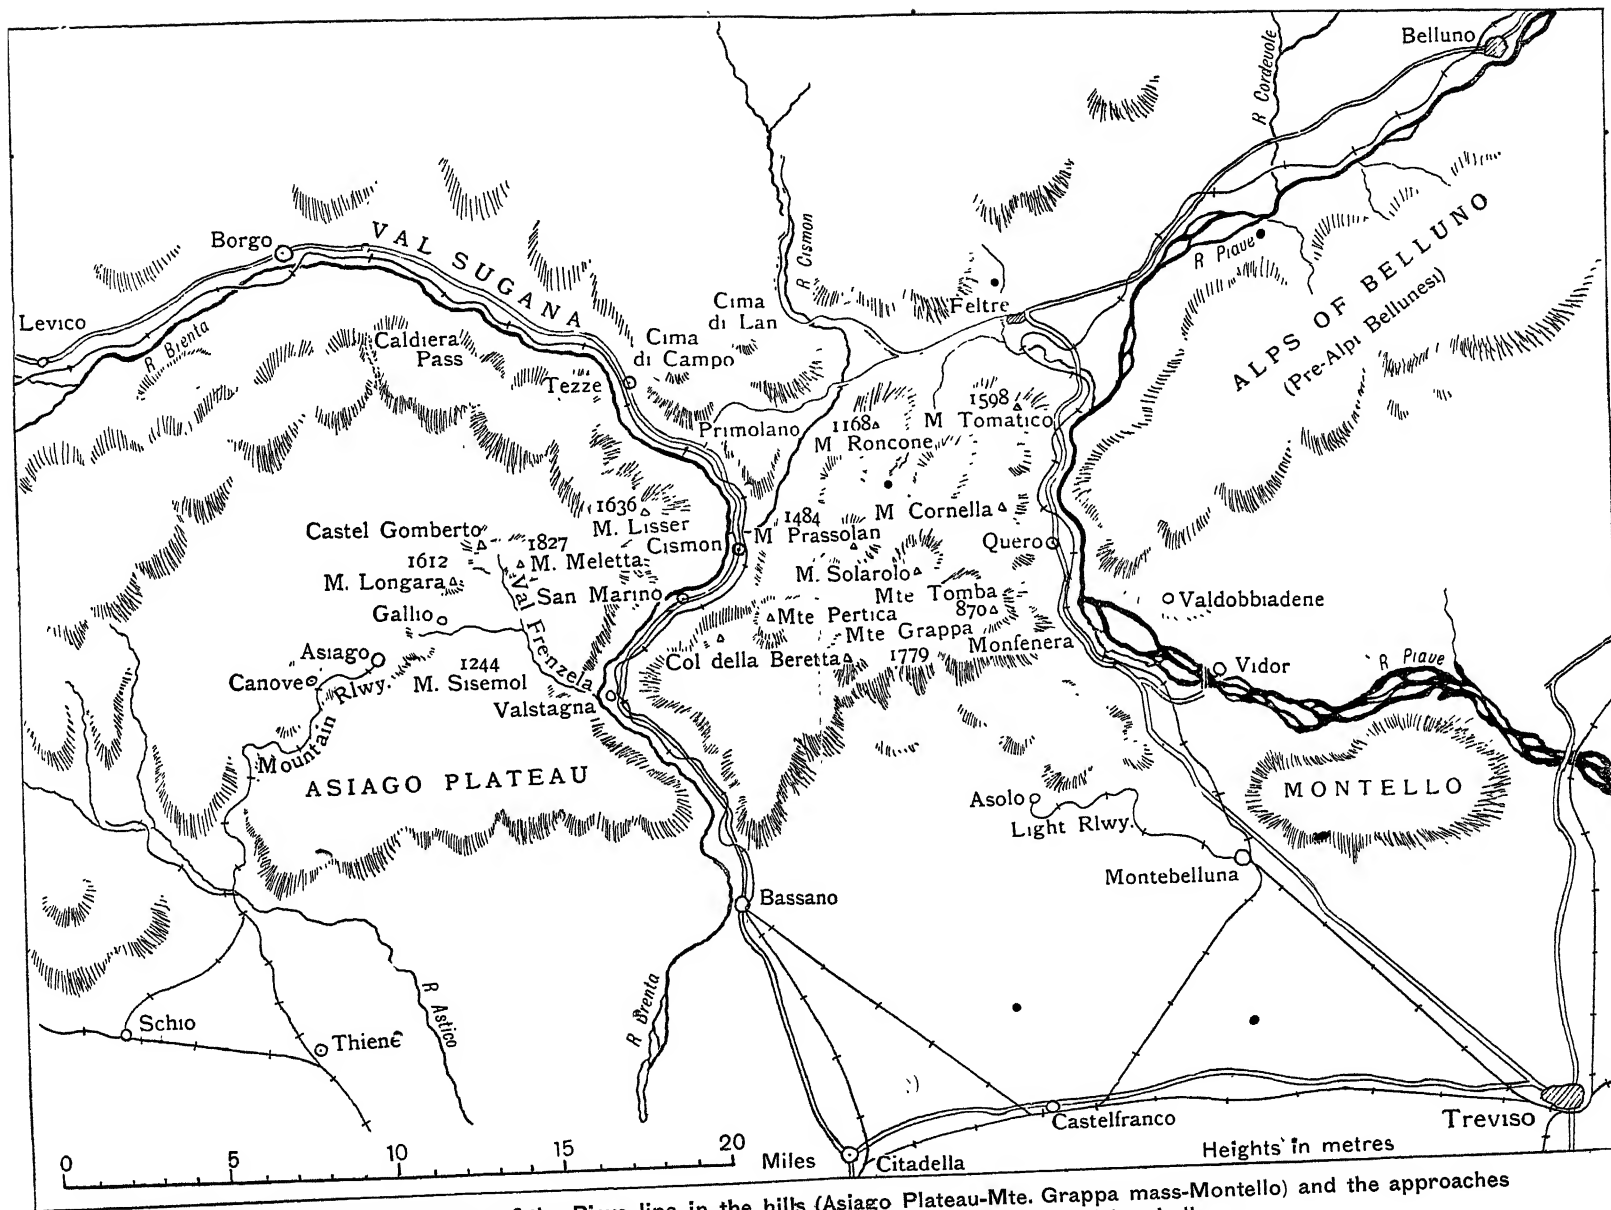 Belluno
R Cordevole
VAL SUGANA
Borgo
R Cismon
R Piave
ALPS OF BELLUNO
(Pre-Alpi Bellunesi)
Levico
R Brenta
Caldiera
Pass
Cima
di Lan
Feltre
Cima
di Campo
Tezze
Primolano
1168
M Roncone
1598
M Tomatico
1636
M. Lisser
Castel Gomberto
1827
M. Meletta
Cismon
1484
M Prassolan
M Cornella
Quero
1612
M. Longara
San Marino
M. Solarolo
Mte Tomba
870
Valdobbiadene
Gallio
Val Frenzela
Mte Pertica
Mte Grappa
1779
Monfenera
Asiago
Canove
Mountain Rlwy.
1244
M. Sisemol
Col della Beretta
Vidor
R Piave
Valstagna
ASIAGO PLATEAU
MONTELLO
Asolo
Light Rlwy.
Montebelluna
Bassano
R Astico
R Brenta
Schio
Thiene
Castelfranco
Treviso
Citadella
Heights in metres
0 5 10 15 20 Miles
Piave line in the hills (Asiago Plateau-Mte. Grappa mass-Montello) and the approaches